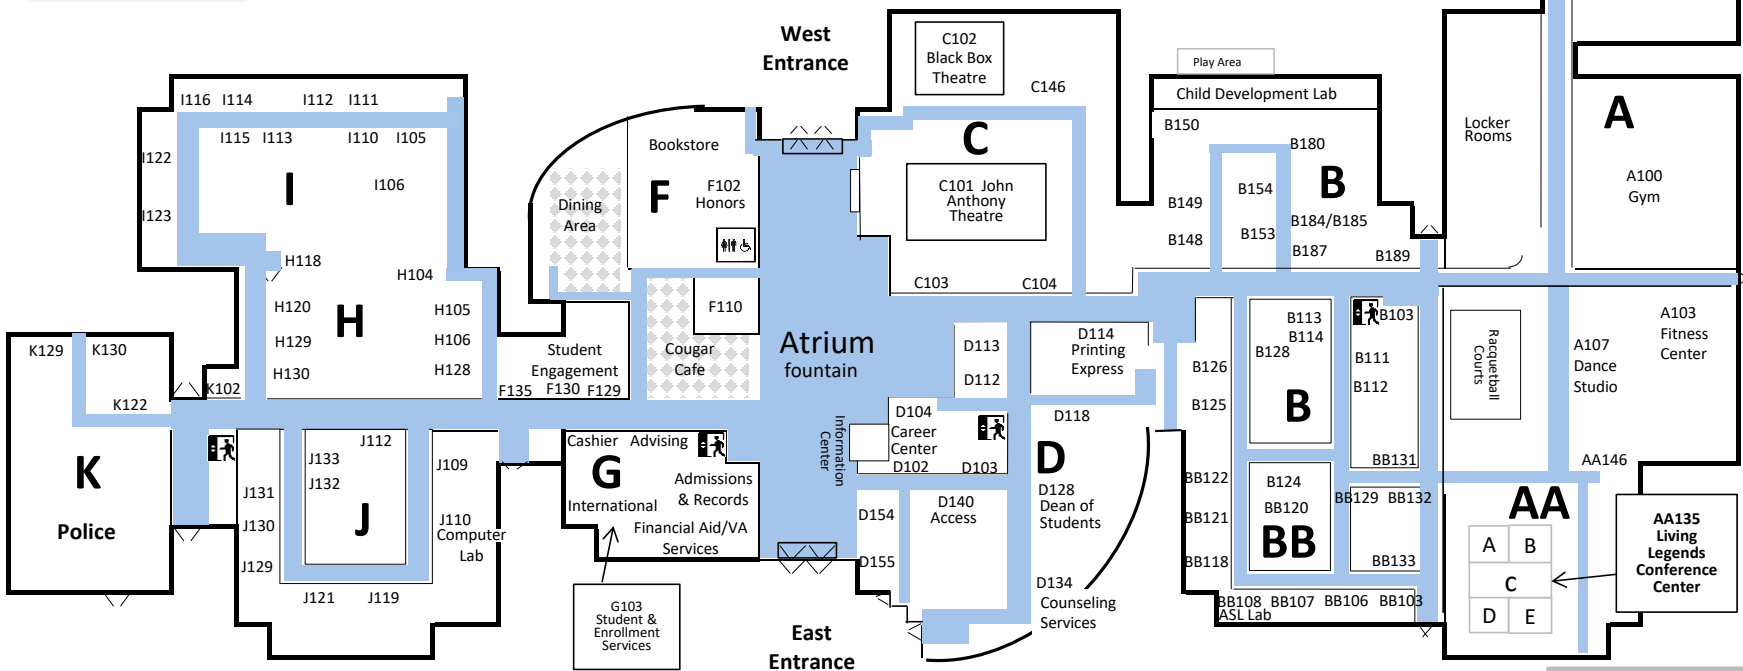 West
Entrance
C102
Black Box
Theatre
C146
Play Area
Child Development Lab
B150
B180
B154
B
B149
B184/B185
B148
B153
B187
B189
Locker
Rooms
A
A100
Gym
I116
I114
I112
I111
I115
I113
I110
I105
I122
I106
I
I123
H118
H104
H120
H105
H
H129
H106
H130
H128
Bookstore
F
F102
Honors
Dining
Area
F110
Cougar
Cafe
Student
Engagement
F135
F130
F129
C
C101 John
Anthony
Theatre
C103
C104
Atrium
fountain
D113
D112
D114
Printing
Express
D118
D104
Career
Center
D102
D103
D
Information
Center
D140
Access
D154
D155
D128
Dean of
Students
D134
Counseling
Services
B113
B114
B128
B103
B111
B112
B126
B125
B
BB131
BB122
BB121
BB118
B124
BB120
BB
BB129
BB132
BB133
BB108
BB107
BB106
BB103
ASL Lab
Racquetball
Courts
A107
Dance
Studio
A103
Fitness
Center
AA146
AA
A
B
C
D
E
AA135
Living
Legends
Conference
Center
K129
K130
K102
K122
K
Police
J112
J133
J132
J109
J131
J130
J
J110
Computer
Lab
J129
J121
J119
Cashier
Advising
G
Admissions
& Records
International
Financial Aid/VA
Services
G103
Student &
Enrollment
Services
East
Entrance